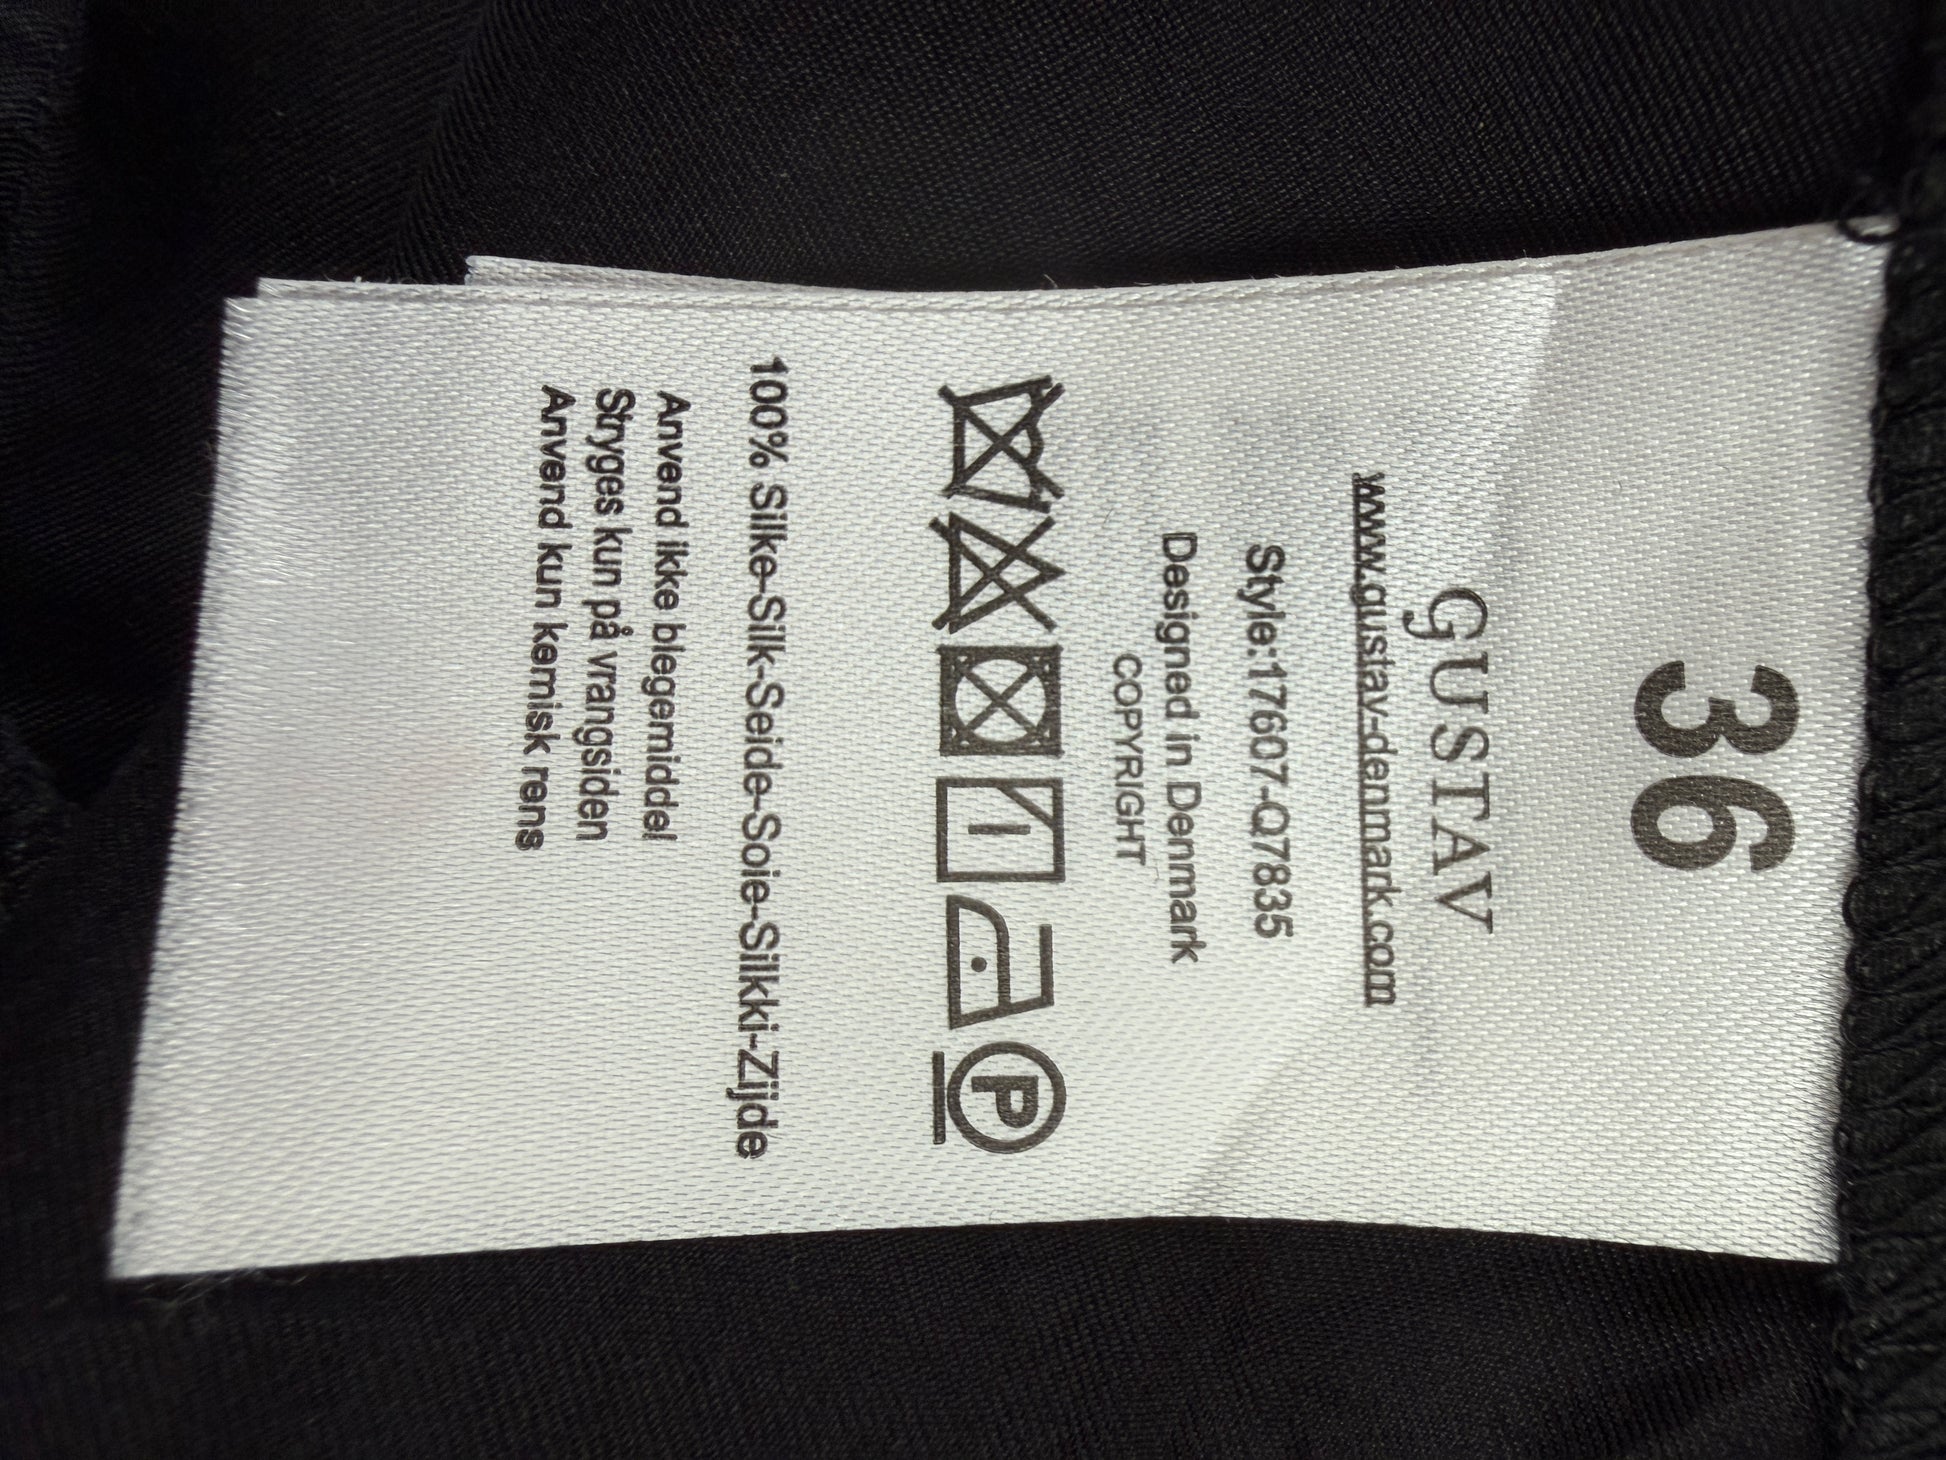 36
GUSTAV
www.gustav-denmark.com
Style:17607-Q7835
Designed in Denmark
COPYRIGHT
P
100% Silke-Silk-Seide-Soie-Silkki-Zijde
Anvend ikke blegemiddel
Stryges kun på vrangsiden
Anvend kun kemisk rens